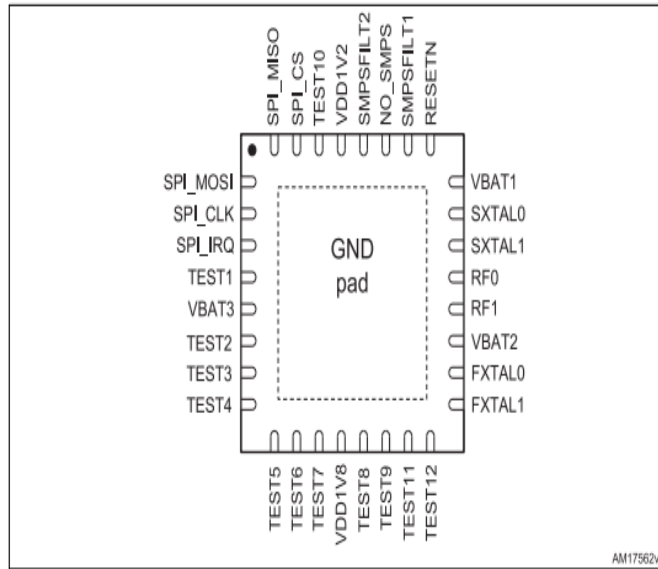 SPI_MISO
SPI_CS
TEST10
VDD1V2
SMPSFILT2
NO_SMPS
SMPSFILT1
RESETN
SPI_MOSI
SPI_CLK
SPI_IRQ
TEST1
VBAT3
TEST2
TEST3
TEST4
GND
pad
VBAT1
SXTAL0
SXTAL1
RF0
RF1
VBAT2
FXTAL0
FXTAL1
TEST5
TEST6
TEST7
VDD1V8
TEST8
TEST9
TEST11
TEST12
AM17562v